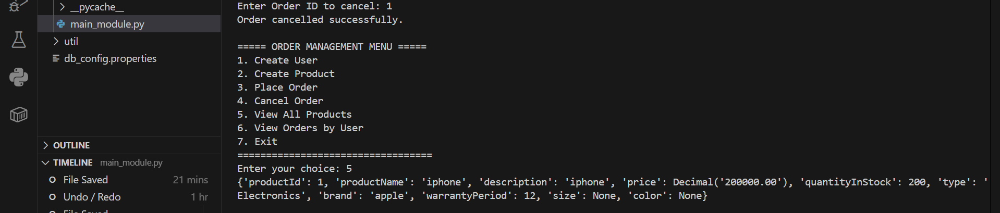 __pycache__
main_module.py
util
db_config.properties
OUTLINE
TIMELINE main_module.py
File Saved 21 mins
Undo / Redo 1 hr
File Saved
Enter Order ID to cancel: 1
Order cancelled successfully.
===== ORDER MANAGEMENT MENU =====
1. Create User
2. Create Product
3. Place Order
4. Cancel Order
5. View All Products
6. View Orders by User
7. Exit
==================================
Enter your choice: 5
{'productId': 1, 'productName': 'iphone', 'description': 'iphone', 'price': Decimal('200000.00'), 'quantityInStock': 200, 'type': '
Electronics', 'brand': 'apple', 'warrantyPeriod': 12, 'size': None, 'color': None}